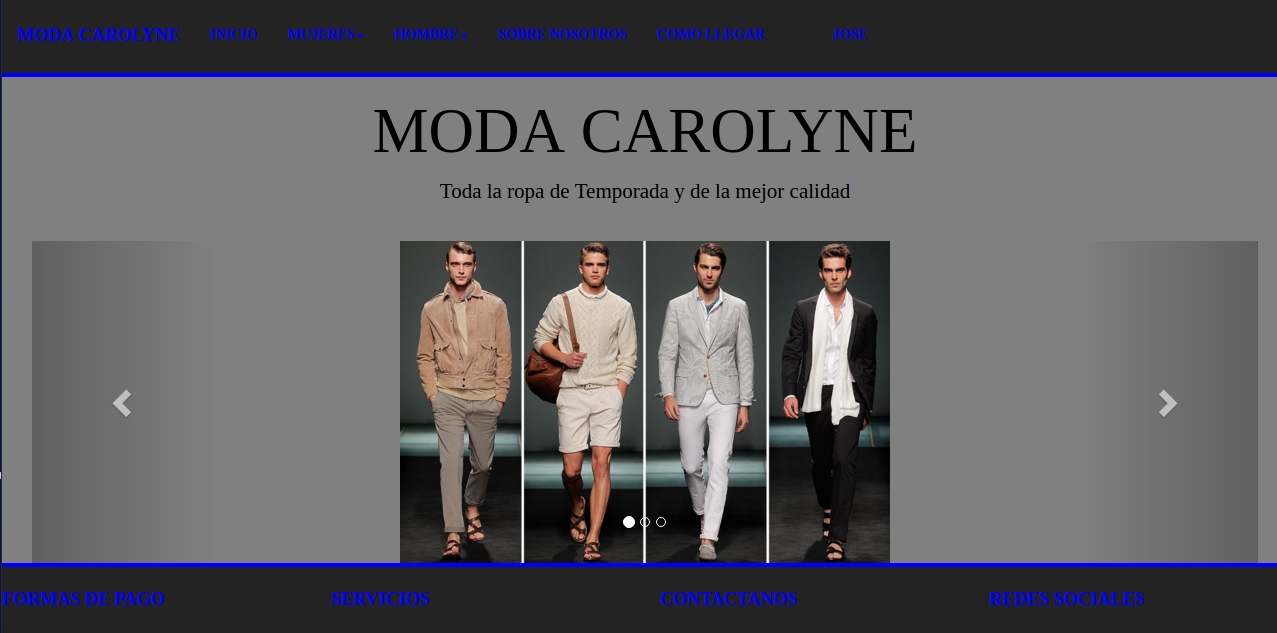 MODA CAROLYNE INICIO MUJERES HOMBRE SOBRE NOSOTROS COMO LLEGAR JOSE
MODA CAROLYNE
Toda la ropa de Temporada y de la mejor calidad
FORMAS DE PAGO SERVICIOS CONTACTANOS REDES SOCIALES